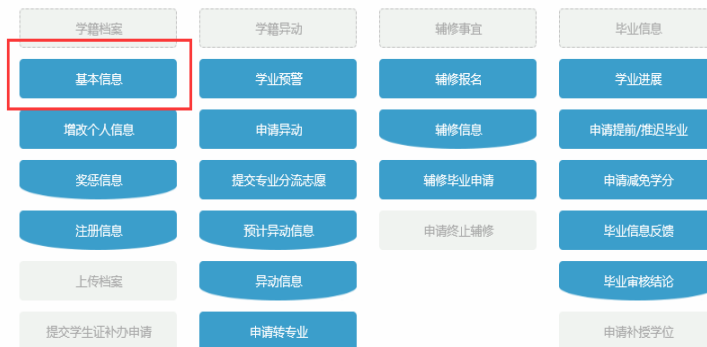 学籍档案
学籍异动
辅修事宜
毕业信息
基本信息
学业预警
辅修报名
学业进展
增改个人信息
申请异动
辅修信息
申请提前/推迟毕业
奖惩信息
提交专业分流志愿
辅修毕业申请
申请减免学分
注册信息
预计异动信息
申请终止辅修
毕业信息反馈
上传档案
异动信息
毕业审核结论
提交学生证补办申请
申请转专业
申请补授学位